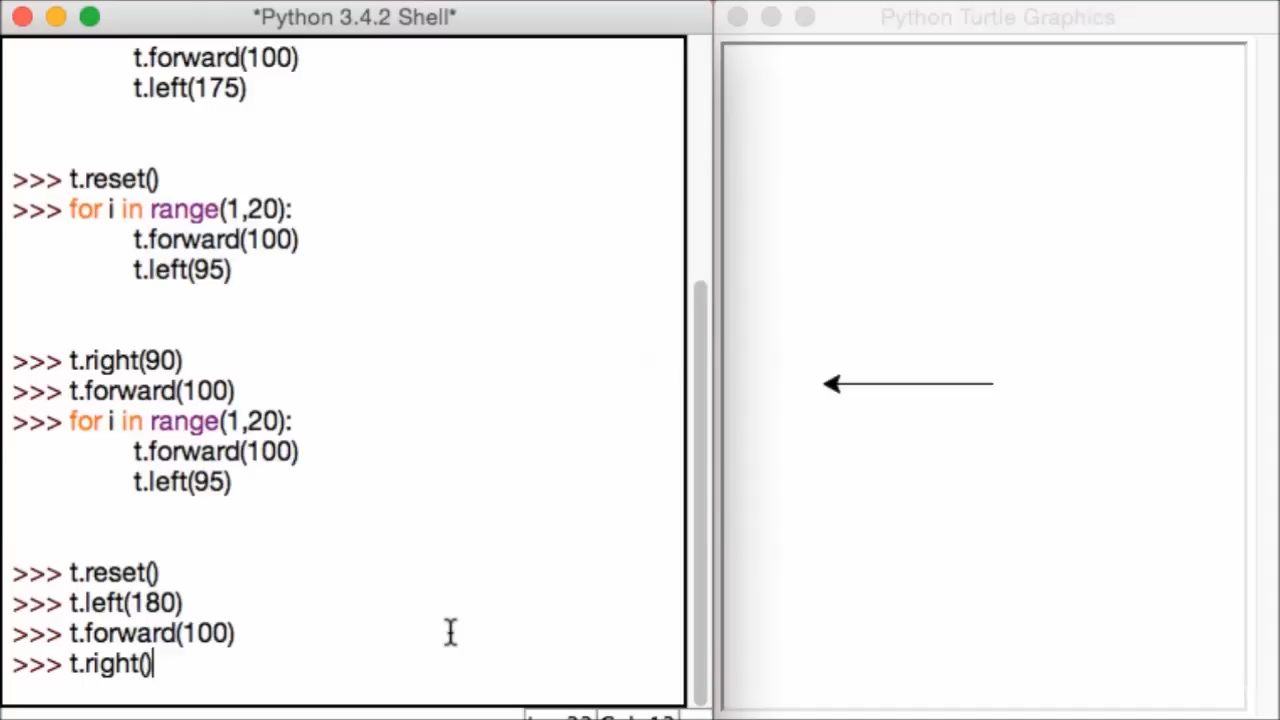 *Python 3.4.2 Shell*
Python Turtle Graphics
t.forward(100)
t.left(175)
>>> t.reset()
>>> for i in range(1,20):
t.forward(100)
t.left(95)
>>> t.right(90)
>>> t.forward(100)
>>> for i in range(1,20):
t.forward(100)
t.left(95)
>>> t.reset()
>>> t.left(180)
>>> t.forward(100)
>>> t.right()